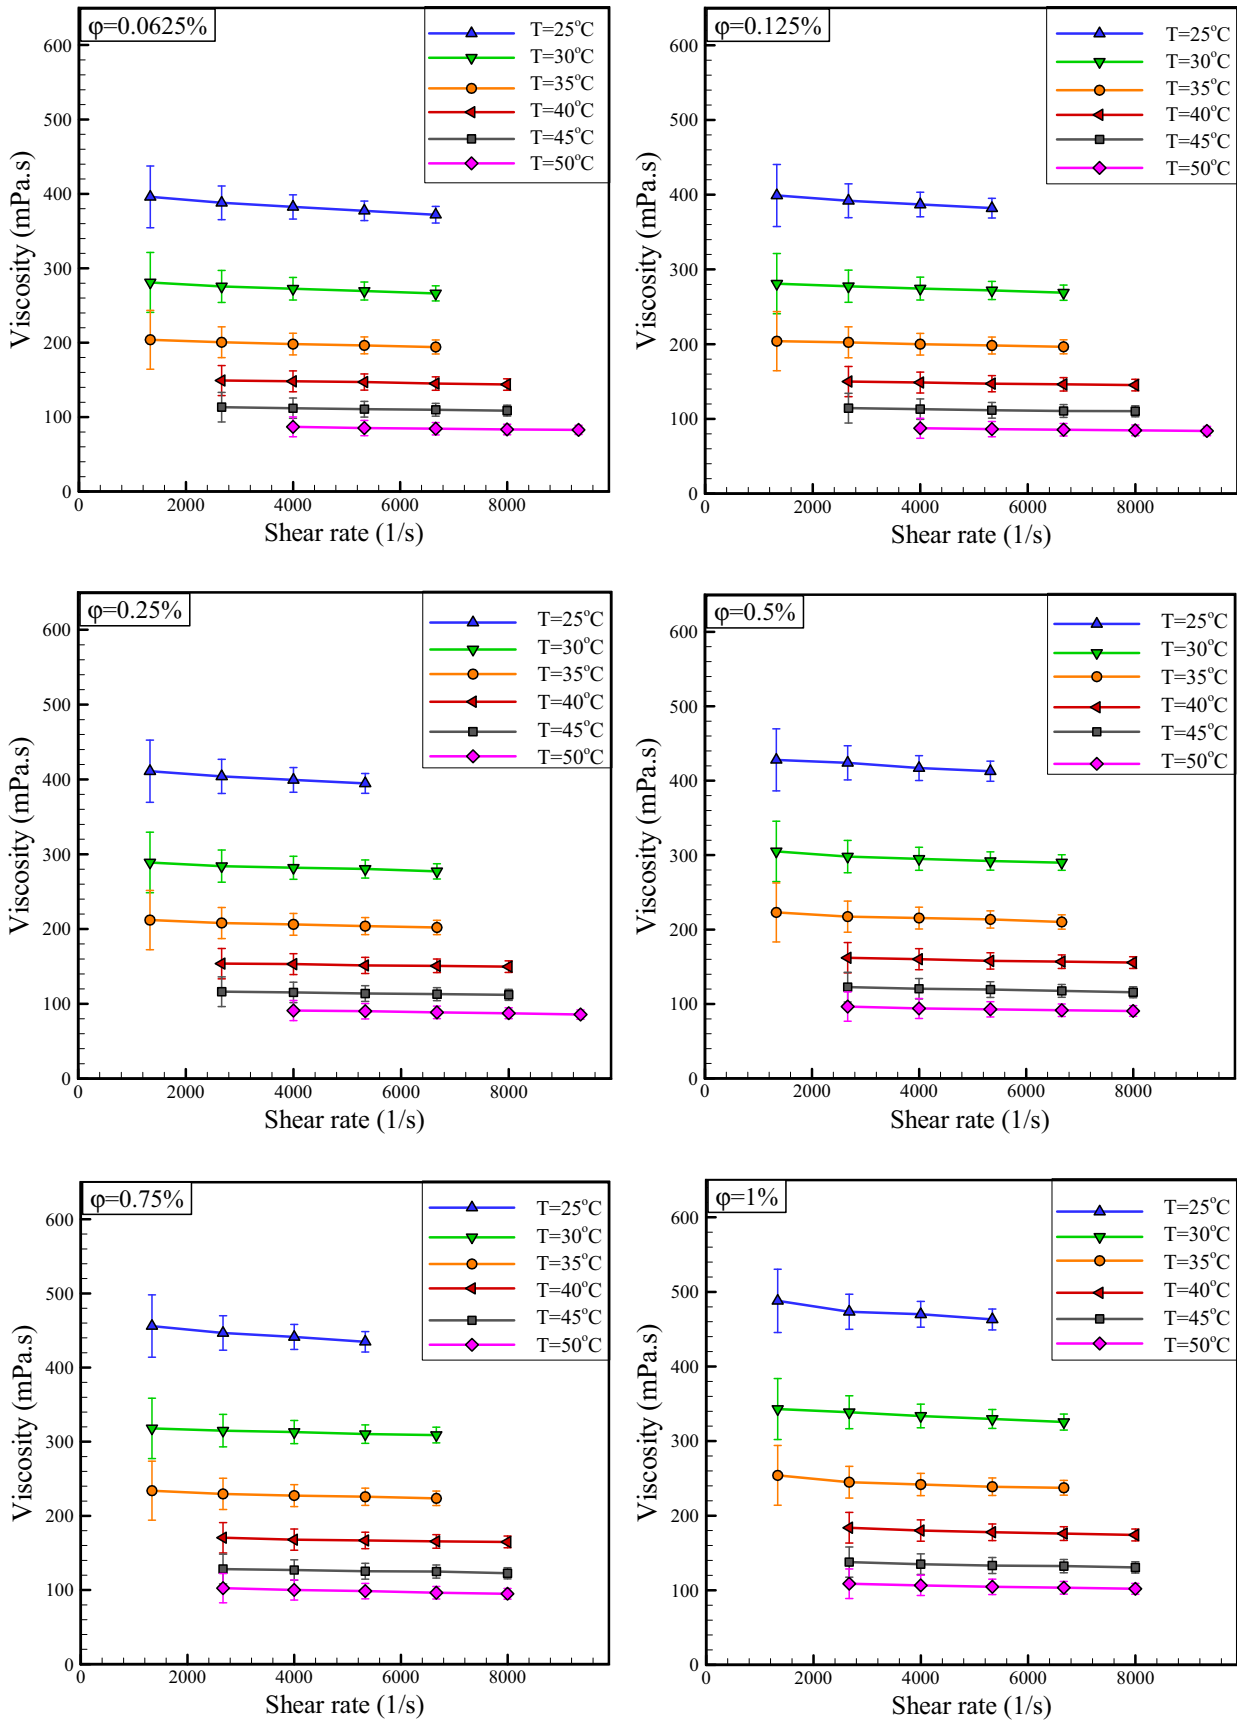 φ=0.0625%
T=25°C
T=30°C
T=35°C
T=40°C
T=45°C
T=50°C
600
500
400
300
200
100
0
Viscosity (mPa.s)
0 2000 4000 6000 8000
Shear rate (1/s)
φ=0.125%
T=25°C
T=30°C
T=35°C
T=40°C
T=45°C
T=50°C
600
500
400
300
200
100
0
Viscosity (mPa.s)
0 2000 4000 6000 8000
Shear rate (1/s)
φ=0.25%
T=25°C
T=30°C
T=35°C
T=40°C
T=45°C
T=50°C
600
500
400
300
200
100
0
Viscosity (mPa.s)
0 2000 4000 6000 8000
Shear rate (1/s)
φ=0.5%
T=25°C
T=30°C
T=35°C
T=40°C
T=45°C
T=50°C
600
500
400
300
200
100
0
Viscosity (mPa.s)
0 2000 4000 6000 8000
Shear rate (1/s)
φ=0.75%
T=25°C
T=30°C
T=35°C
T=40°C
T=45°C
T=50°C
600
500
400
300
200
100
0
Viscosity (mPa.s)
0 2000 4000 6000 8000
Shear rate (1/s)
φ=1%
T=25°C
T=30°C
T=35°C
T=40°C
T=45°C
T=50°C
600
500
400
300
200
100
0
Viscosity (mPa.s)
0 2000 4000 6000 8000
Shear rate (1/s)